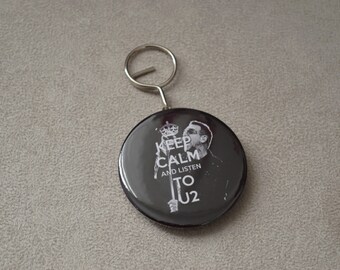 KEEP
CALM
AND LISTEN
TO
U2